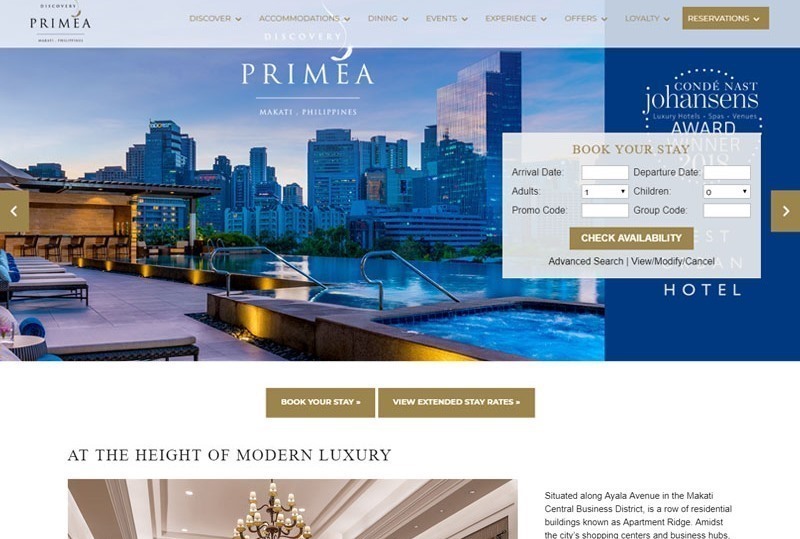 DISCOVERY
PRIMEA
MAKATI . PHILIPPINES
DISCOVER
ACCOMMODATIONS
DINING
EVENTS
EXPERIENCE
OFFERS
LOYALTY
RESERVATIONS
DISCOVERY
PRIMEA
MAKATI . PHILIPPINES
CONDÉ NAST
johansens
Luxury Hotels • Spas • Venues
AWARD
WINNER
2018
HOTEL
BOOK YOUR STAY
Arrival Date: Departure Date:
Adults: 1 Children: 0
Promo Code: Group Code:
CHECK AVAILABILITY
Advanced Search | View/Modify/Cancel
BOOK YOUR STAY »
VIEW EXTENDED STAY RATES »
AT THE HEIGHT OF MODERN LUXURY
Situated along Ayala Avenue in the Makati
Central Business District, is a row of residential
buildings known as Apartment Ridge. Amidst
the city's shopping centers and business hubs,